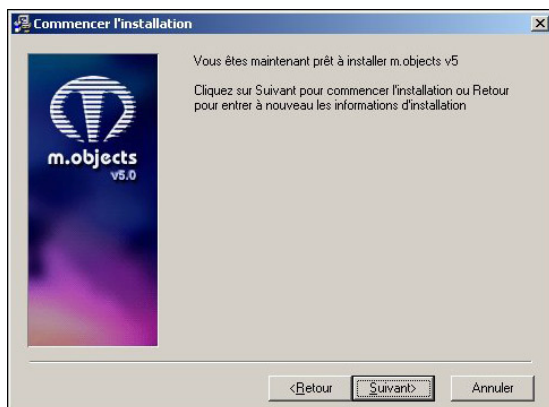 Commencer l'installation
m.objects
v5.0
Vous êtes maintenant prêt à installer m.objects v5
Cliquez sur Suivant pour commencer l'installation ou Retour
pour entrer à nouveau les informations d'installation
<Retour
Suivant>
Annuler